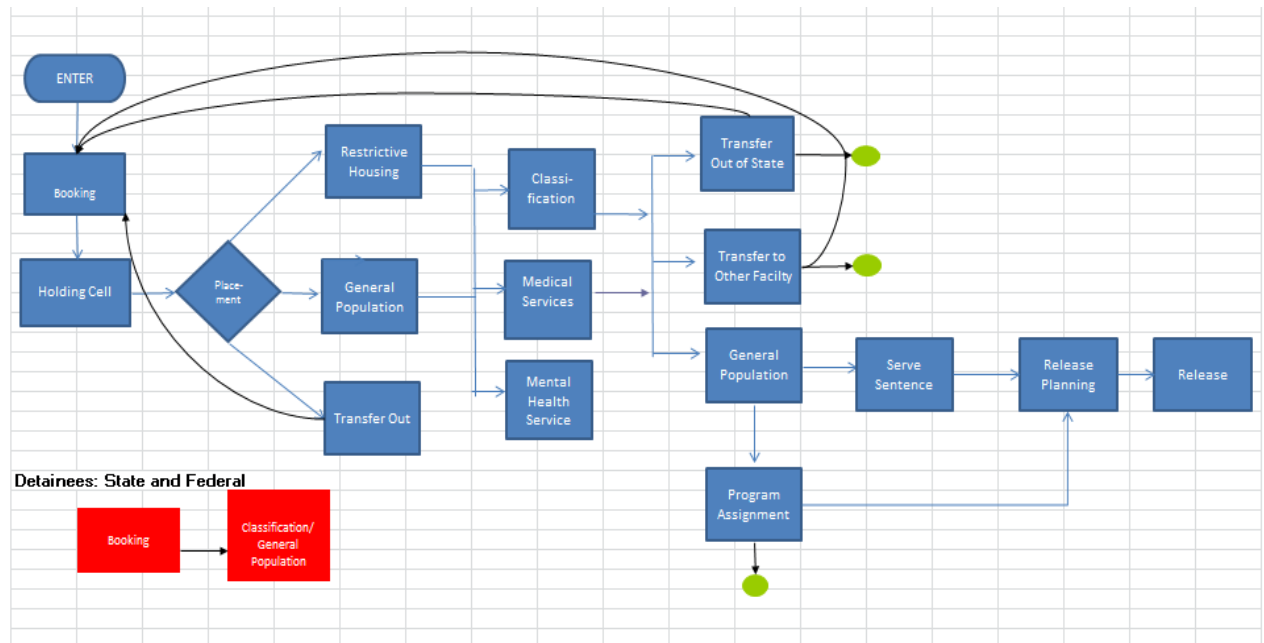 ENTER
Booking
Holding Cell
Place-
ment
Restrictive
Housing
General
Population
Transfer Out
Classi-
fication
Medical
Services
Mental
Health
Service
Transfer
Out of State
Transfer to
Other Facilty
General
Population
Serve
Sentence
Release
Planning
Release
Program
Assignment
Detainees: State and Federal
Booking
Classification/
General
Population